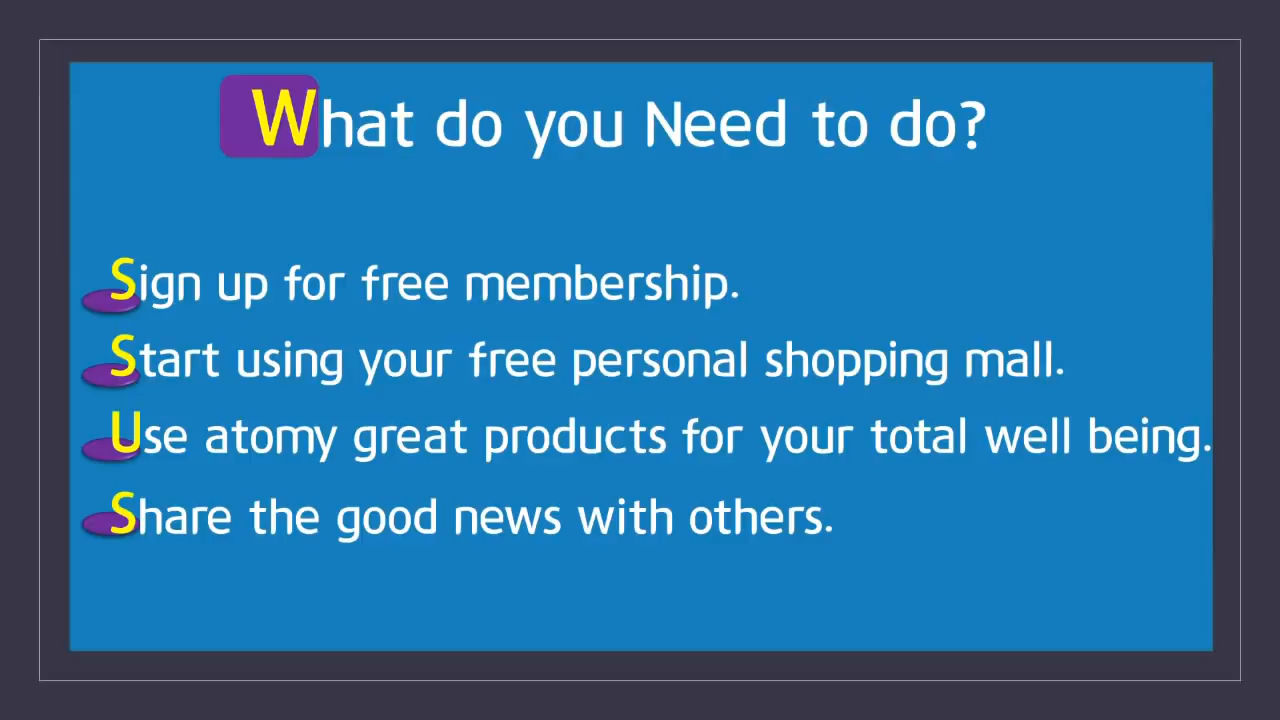 What do you Need to do?
Sign up for free membership.
Start using your free personal shopping mall.
Use atomy great products for your total well being.
Share the good news with others.